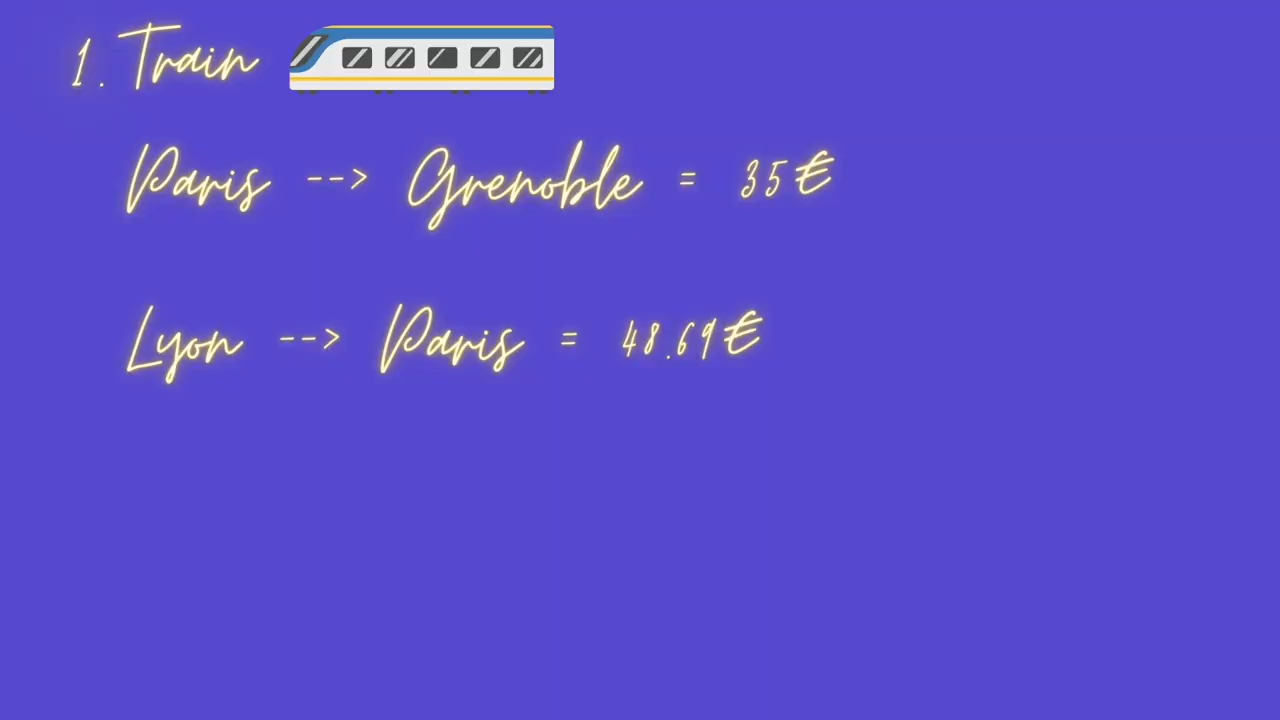 1. Train
Paris --> Grenoble = 35€
Lyon --> Paris = 48.69€